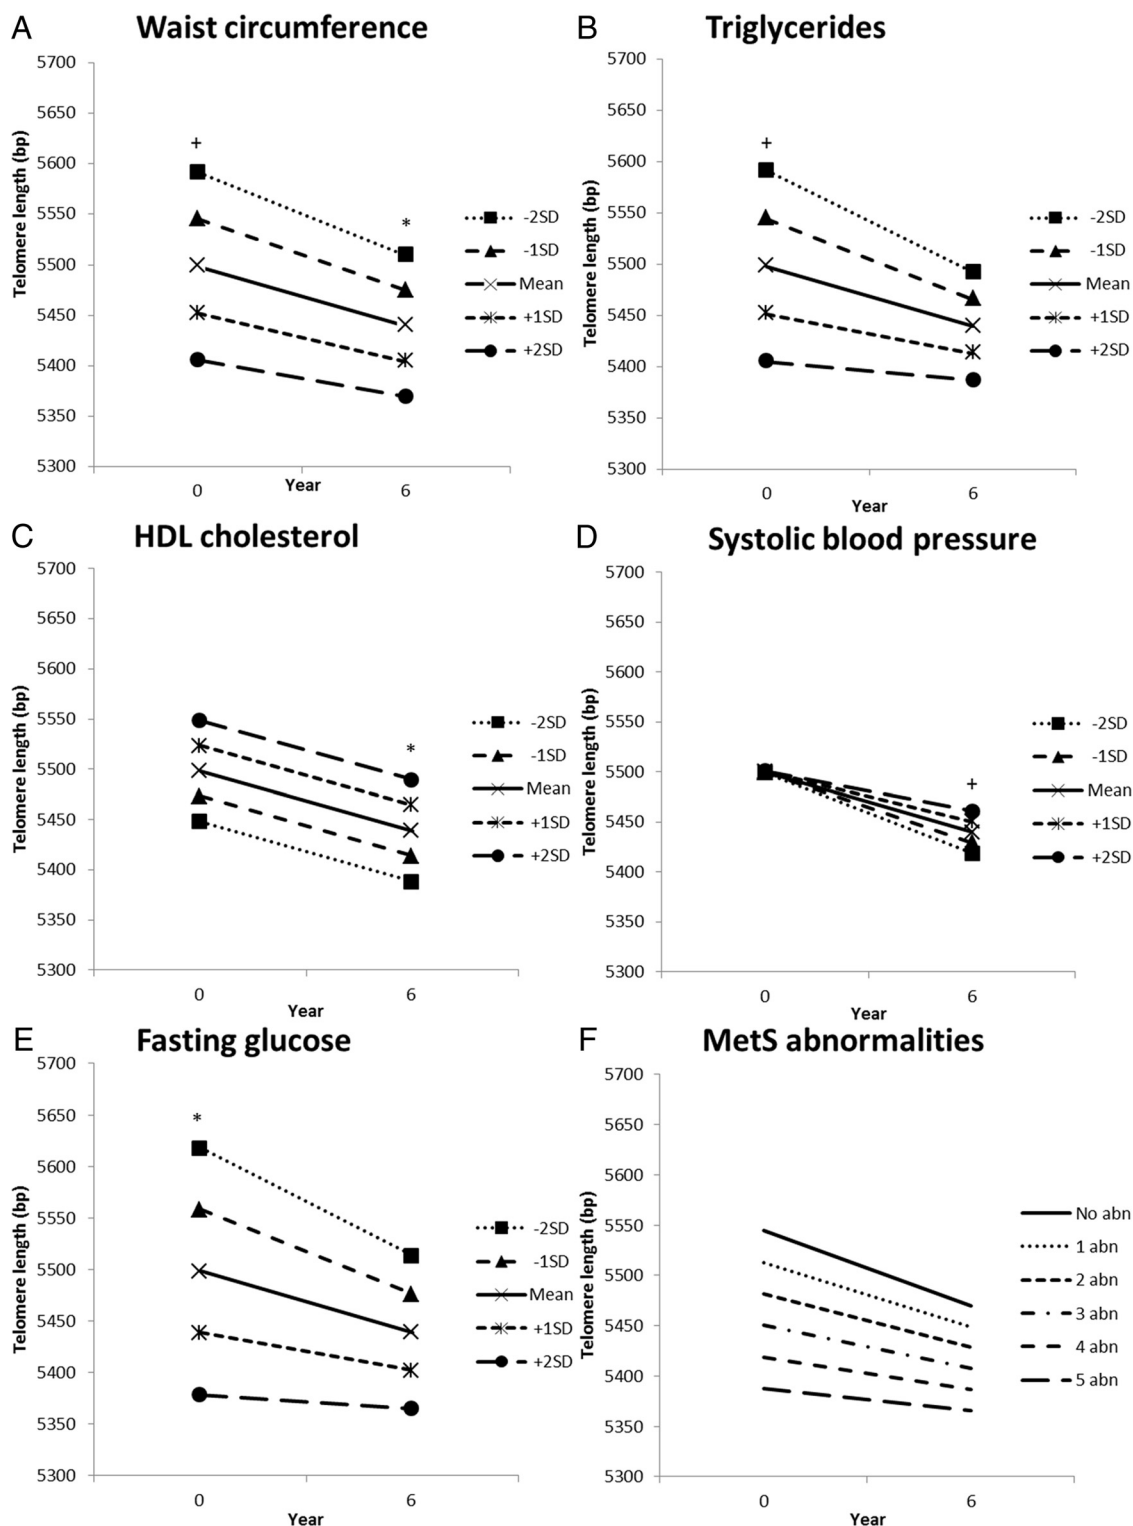 A Waist circumference
5700
5650
5600
5550
5500
5450
5400
5350
5300
Telomere length (bp)
+
*
-2SD
-1SD
Mean
+1SD
+2SD
0 6
Year
B Triglycerides
5700
5650
5600
5550
5500
5450
5400
5350
5300
Telomere length (bp)
+
-2SD
-1SD
Mean
+1SD
+2SD
0 6
Year
C HDL cholesterol
5700
5650
5600
5550
5500
5450
5400
5350
5300
Telomere length (bp)
*
-2SD
-1SD
Mean
+1SD
+2SD
0 6
Year
D Systolic blood pressure
5700
5650
5600
5550
5500
5450
5400
5350
5300
Telomere length (bp)
+
-2SD
-1SD
Mean
+1SD
+2SD
0 6
Year
E Fasting glucose
5700
5650
5600
5550
5500
5450
5400
5350
5300
Telomere length (bp)
*
-2SD
-1SD
Mean
+1SD
+2SD
0 6
Year
F MetS abnormalities
5700
5650
5600
5550
5500
5450
5400
5350
5300
Telomere length (bp)
No abn
1 abn
2 abn
3 abn
4 abn
5 abn
0 6
Year